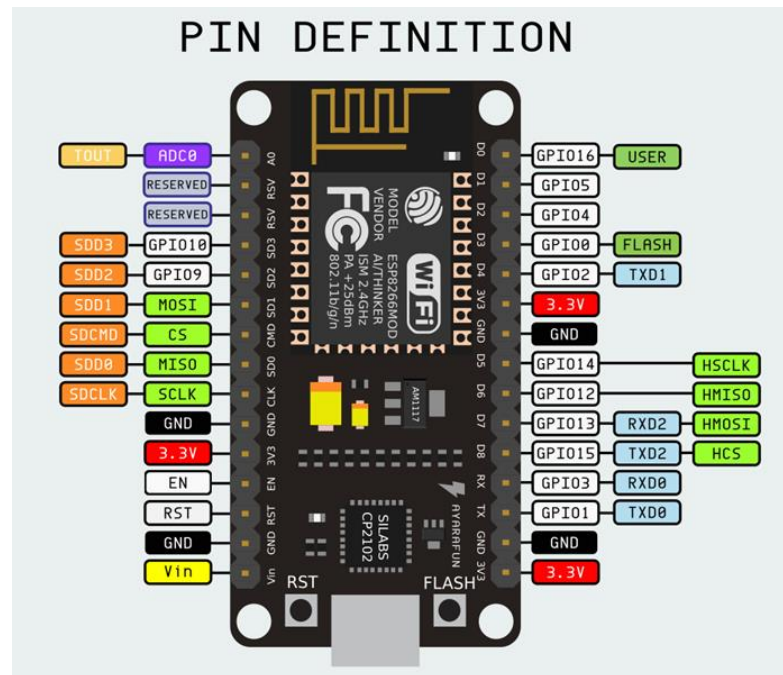 PIN DEFINITION
TOUT ADC0 A0 D0 GPIO16 USER
RESERVED RSV D1 GPIO5
RESERVED RSV D2 GPIO4
SDD3 GPIO10 SD3 D3 GPIO0 FLASH
SDD2 GPIO9 SD2 D4 GPIO2 TXD1
SDD1 MOSI SD1 3V3 3.3V
SDCMD CS CMD GND GND
SDD0 MISO SD0 D5 GPIO14 HSCLK
SDCLK SCLK CLK D6 GPIO12 HMISO
GND GND D7 GPIO13 RXD2 HMOSI
3.3V 3V3 D8 GPIO15 TXD2 HCS
EN EN RX GPIO3 RXD0
RST RST TX GPIO1 TXD0
GND GND GND GND
Vin Vin 3V3 3.3V
MODEL
VENDOR
ESP8266MOD
AI/THINKER
ISM 2.4GHz
PA +25dBm
802.11b/g/n
FC
Wi Fi
AM1117
SILABS
CP2102
AYARAFUN
RST
FLASH